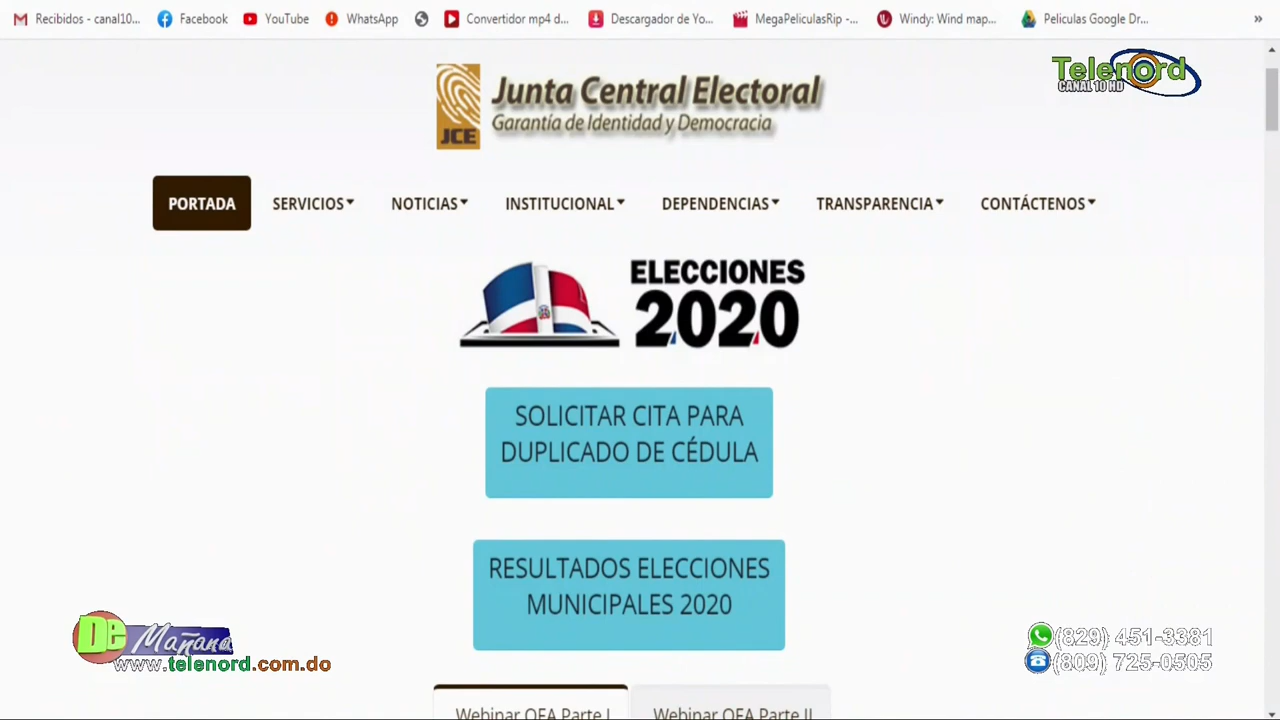 Recibidos - canal10...
Facebook
YouTube
WhatsApp
Convertidor mp4 d...
Descargador de Yo...
MegaPeliculasRip -...
Windy: Wind map...
Peliculas Google Dr...
»
Telenord
CANAL 10 HD
JCE
Junta Central Electoral
Garantía de Identidad y Democracia
PORTADA
SERVICIOS
NOTICIAS
INSTITUCIONAL
DEPENDENCIAS
TRANSPARENCIA
CONTÁCTENOS
ELECCIONES
2020
SOLICITAR CITA PARA
DUPLICADO DE CÉDULA
RESULTADOS ELECCIONES
MUNICIPALES 2020
De Mañana
www.telenord.com.do
(829) 451-3381
(809) 725-0505
Webinar OEA Parte I
Webinar OEA Parte II